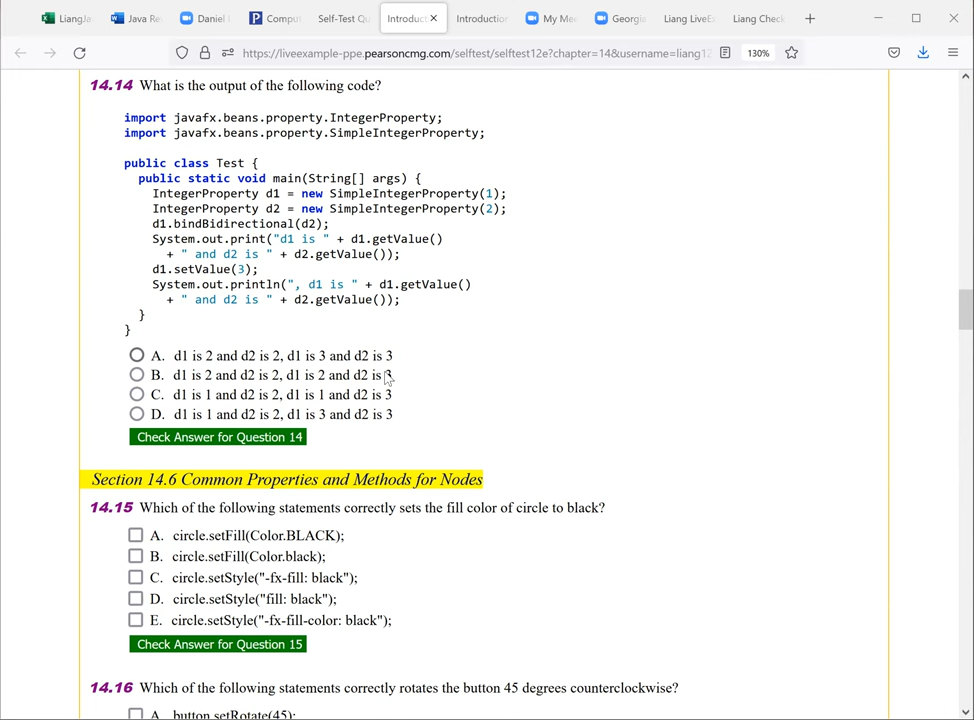 LiangJa
Java Re
Daniel
Comput
Self-Test Qu
Introduct
Introduction
My Me
Georgia
Liang LiveE
Liang Check
https://liveexample-ppe.pearsoncmg.com/selftest/selftest12e?chapter=14&username=liang12
130%
14.14 What is the output of the following code?
import javafx.beans.property.IntegerProperty;
import javafx.beans.property.SimpleIntegerProperty;
public class Test {
public static void main(String[] args) {
IntegerProperty d1 = new SimpleIntegerProperty(1);
IntegerProperty d2 = new SimpleIntegerProperty(2);
d1.bindBidirectional(d2);
System.out.print("d1 is " + d1.getValue()
+ " and d2 is " + d2.getValue());
d1.setValue(3);
System.out.println(", d1 is " + d1.getValue()
+ " and d2 is " + d2.getValue());
}
}
A. d1 is 2 and d2 is 2, d1 is 3 and d2 is 3
B. d1 is 2 and d2 is 2, d1 is 2 and d2 is 3
C. d1 is 1 and d2 is 2, d1 is 1 and d2 is 3
D. d1 is 1 and d2 is 2, d1 is 3 and d2 is 3
Check Answer for Question 14
Section 14.6 Common Properties and Methods for Nodes
14.15 Which of the following statements correctly sets the fill color of circle to black?
A. circle.setFill(Color.BLACK);
B. circle.setFill(Color.black);
C. circle.setStyle("-fx-fill: black");
D. circle.setStyle("fill: black");
E. circle.setStyle("-fx-fill-color: black");
Check Answer for Question 15
14.16 Which of the following statements correctly rotates the button 45 degrees counterclockwise?
A. button.setRotate(45);